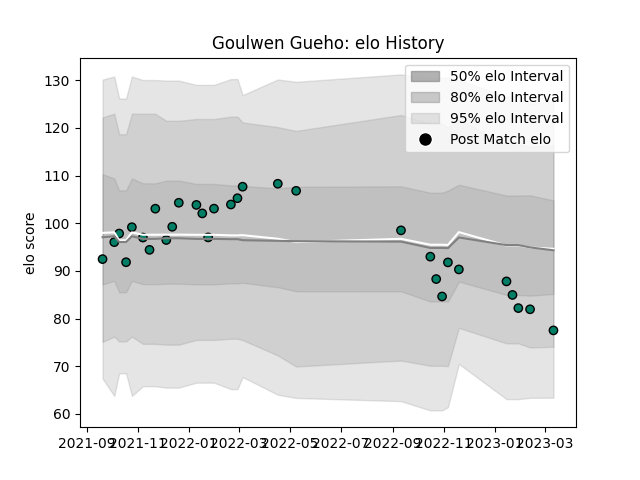 Goulwen Gueho: elo History
50% elo Interval
80% elo Interval
95% elo Interval
Post Match elo
elo score
130
120
110
100
90
80
70
60
2021-09 2021-11 2022-01 2022-03 2022-05 2022-07 2022-09 2022-11 2023-01 2023-03